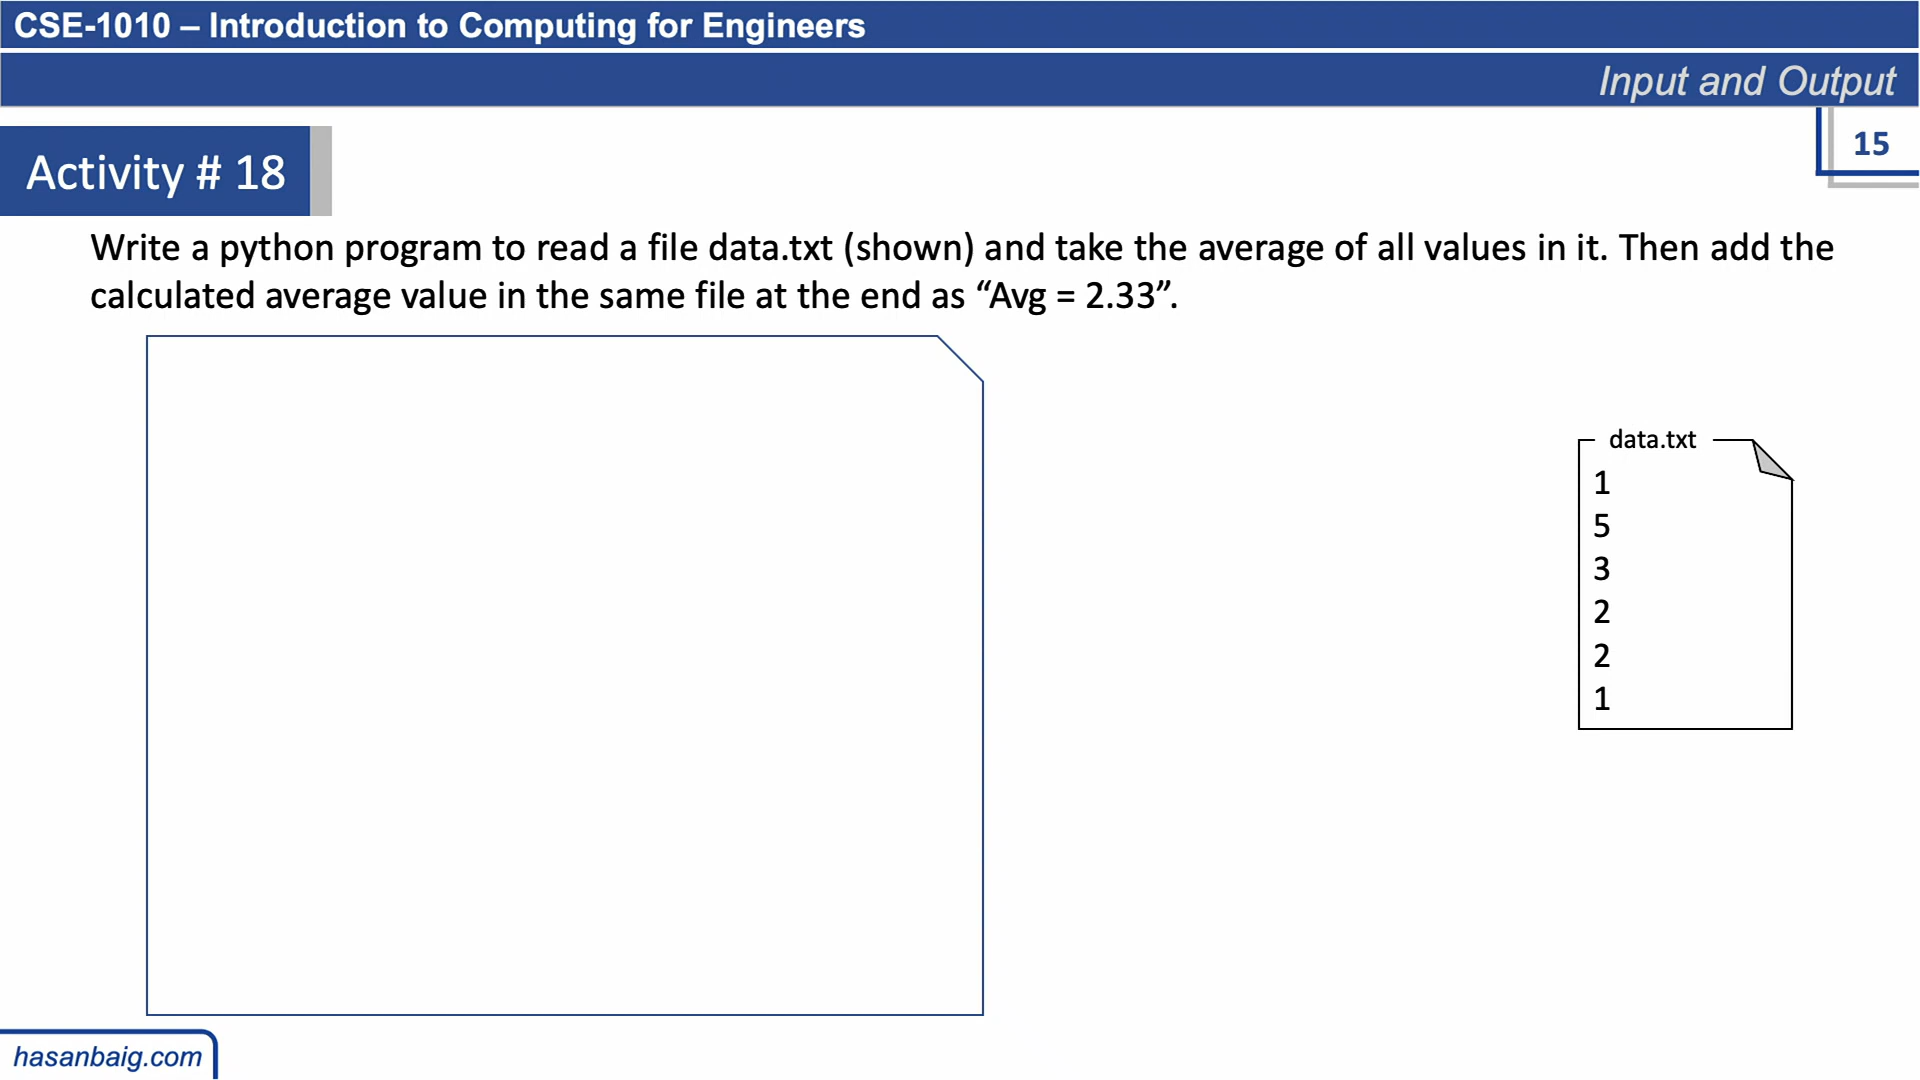 CSE-1010 – Introduction to Computing for Engineers
Input and Output
15
Activity # 18
Write a python program to read a file data.txt (shown) and take the average of all values in it. Then add the
calculated average value in the same file at the end as “Avg = 2.33”.
data.txt
1
5
3
2
2
1
hasanbaig.com